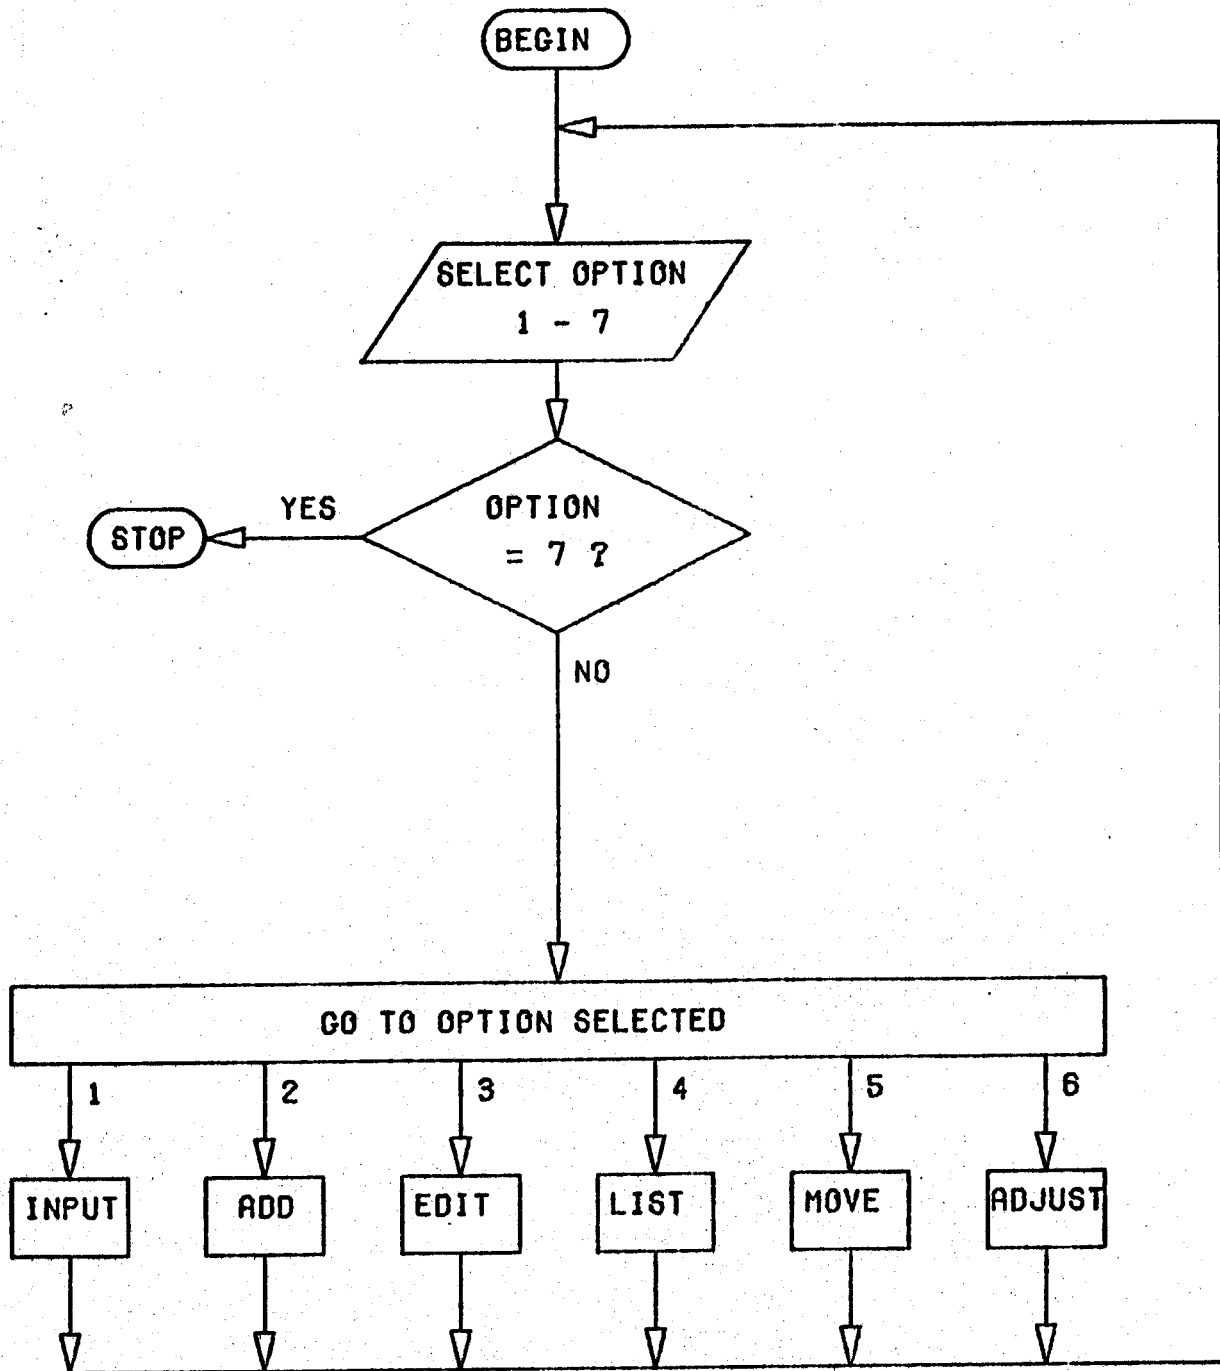 BEGIN
SELECT OPTION
1 - 7
YES
OPTION
= 7 ?
STOP
NO
GO TO OPTION SELECTED
1 2 3 4 5 6
INPUT ADD EDIT LIST MOVE ADJUST